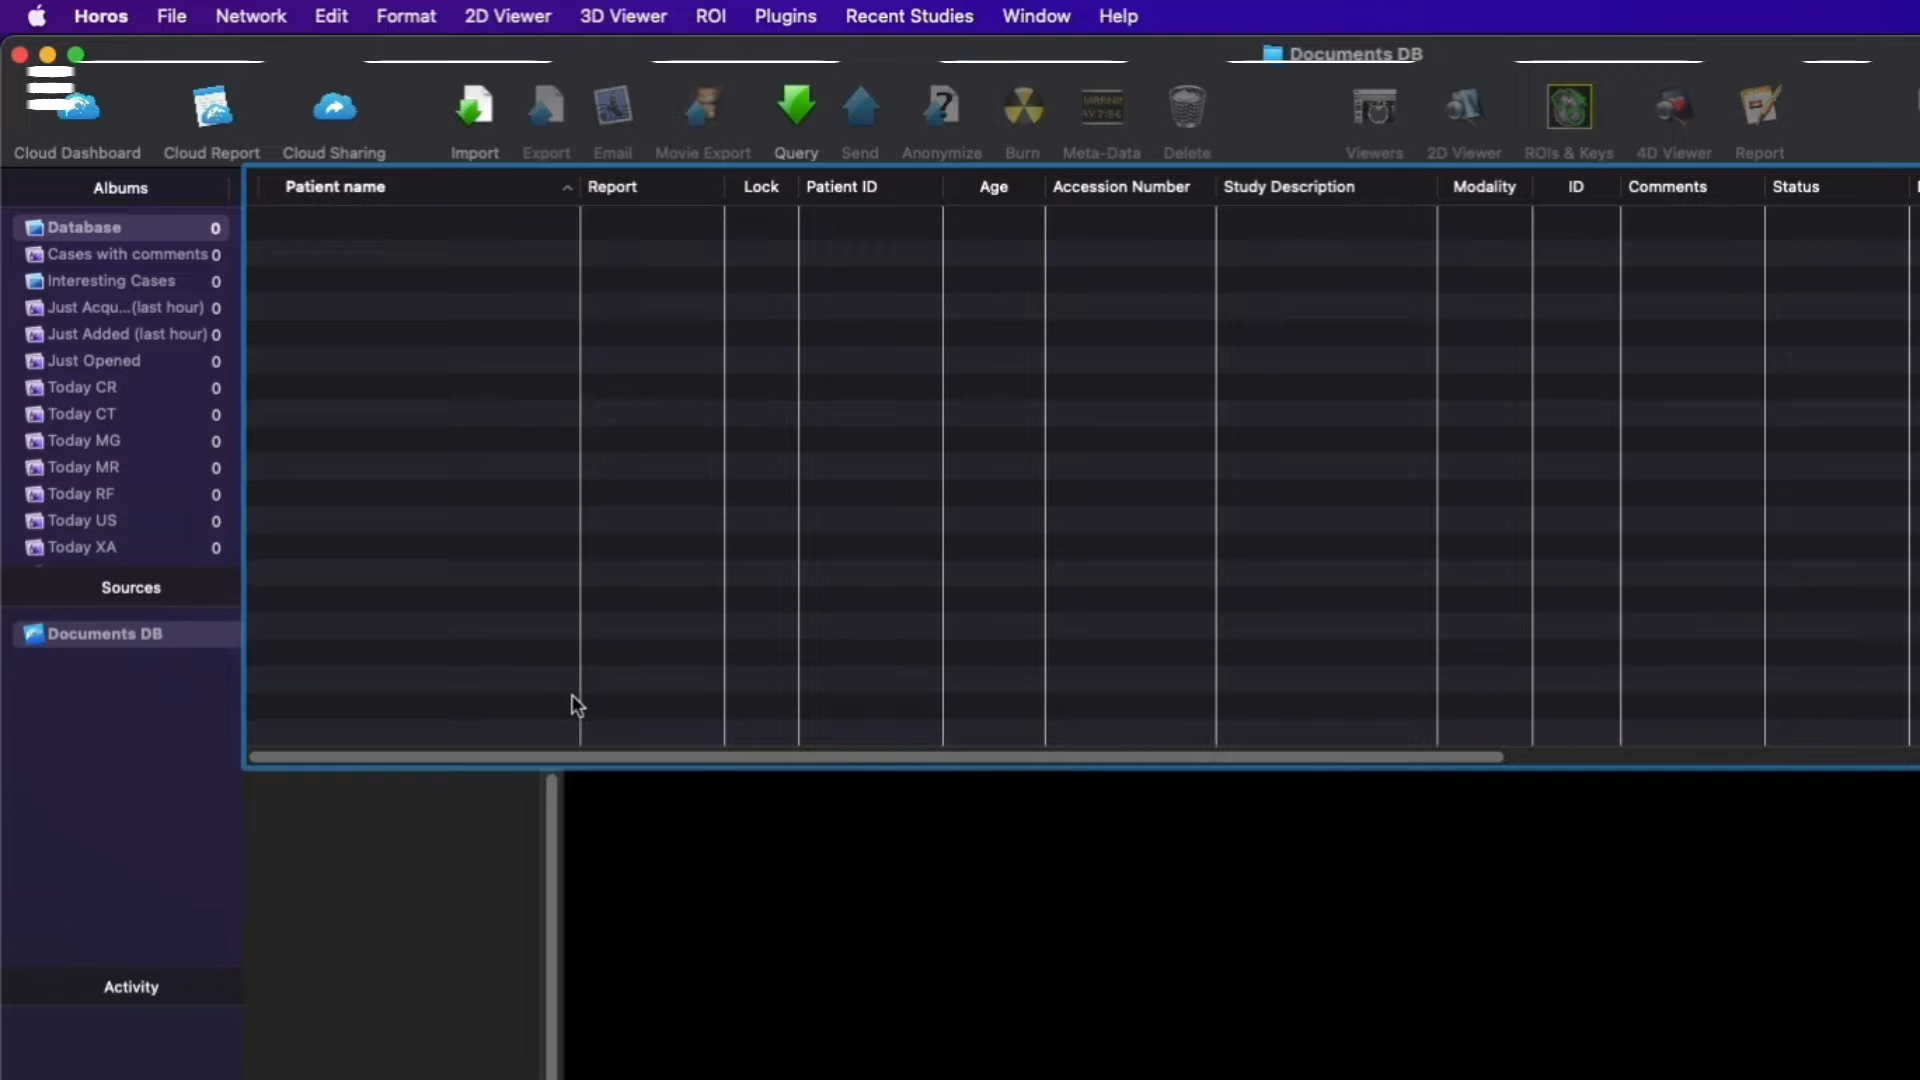 Horos File Network Edit Format 2D Viewer 3D Viewer ROI Plugins Recent Studies Window Help
Documents DB
Cloud Dashboard Cloud Report Cloud Sharing Import Export Email Movie Export Query Send Anonymize Burn Meta-Data Delete Viewers 2D Viewer ROIs & Keys 4D Viewer Report
Albums Patient name Report Lock Patient ID Age Accession Number Study Description Modality ID Comments Status
Database 0
Cases with comments 0
Interesting Cases 0
Just Acqu...(last hour) 0
Just Added (last hour) 0
Just Opened 0
Today CR 0
Today CT 0
Today MG 0
Today MR 0
Today RF 0
Today US 0
Today XA 0
Sources
Documents DB
Activity